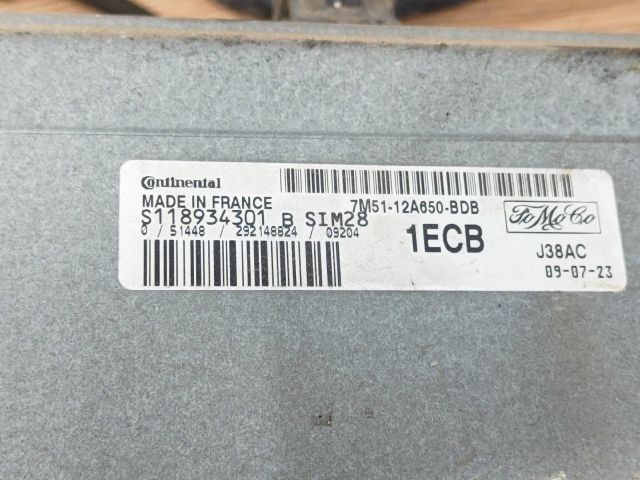 Continental
MADE IN FRANCE
7M51-12A650-BDB
S118934301 B SIM28
0 / 51448 / 292148824 / 09204
1ECB
FoMoCo
J38AC
09-07-23